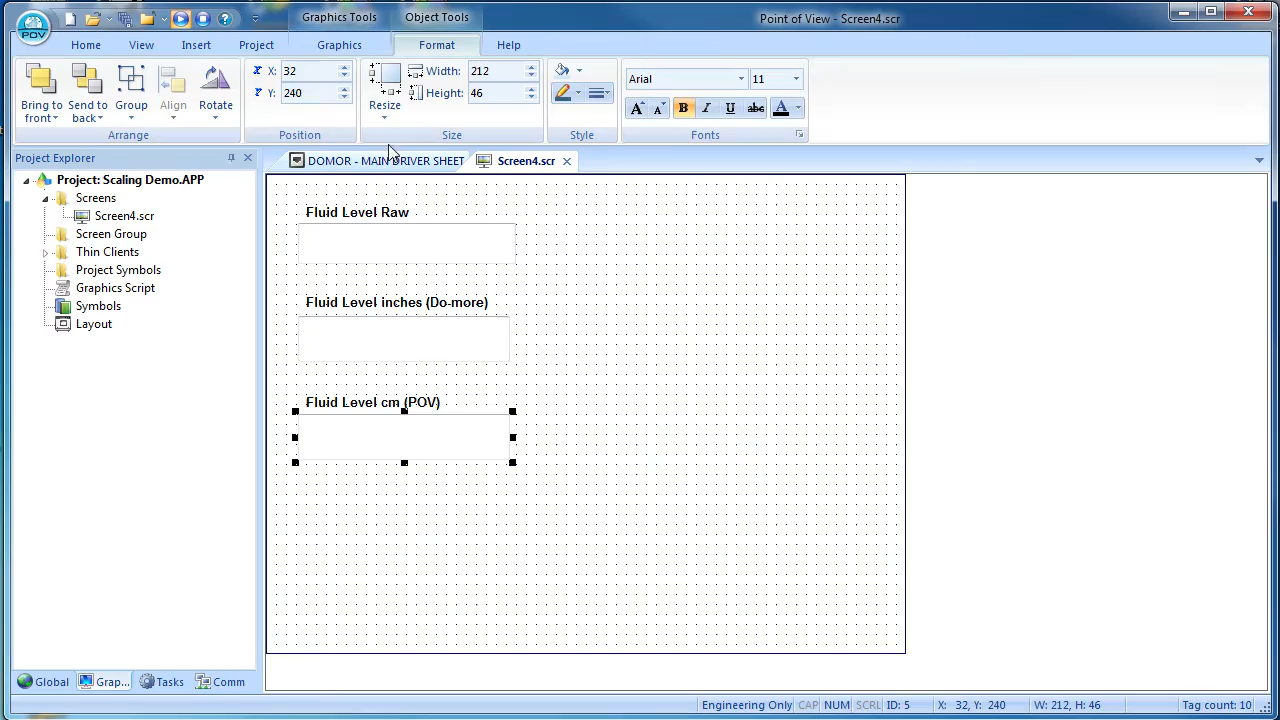 Graphics Tools Object Tools Point of View - Screen4.scr
POV
Home View Insert Project Graphics Format Help
X: 32 Width: 212 Arial 11
Y: 240 Height: 46
Bring to front Send to back Group Align Rotate Resize A A B I U abc A
Arrange Position Size Style Fonts
Project Explorer
DOMOR - MAIN DRIVER SHEET Screen4.scr
Project: Scaling Demo.APP
Screens
Screen4.scr
Screen Group
Thin Clients
Project Symbols
Graphics Script
Symbols
Layout
Fluid Level Raw
Fluid Level inches (Do-more)
Fluid Level cm (POV)
Global Grap... Tasks Comm
Engineering Only CAP NUM SCRL ID: 5 X: 32, Y: 240 W: 212, H: 46 Tag count: 10